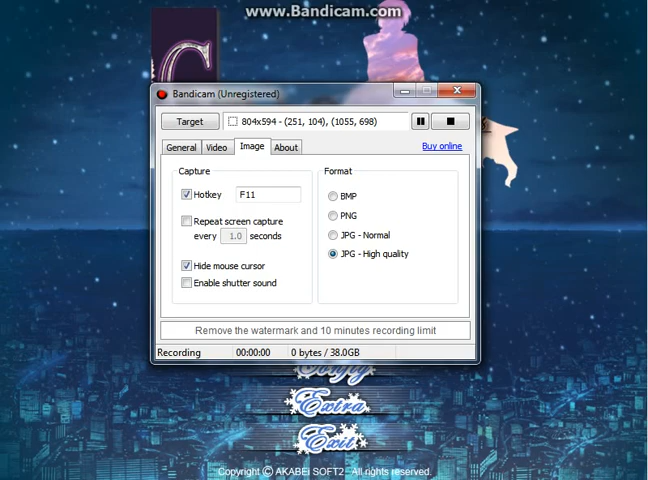 www.Bandicam.com
C
Bandicam (Unregistered)
Target
804x594 - (251, 104), (1055, 698)
General
Video
Image
About
Buy online
Capture
Hotkey
F11
Repeat screen capture
every
1.0
seconds
Hide mouse cursor
Enable shutter sound
Format
BMP
PNG
JPG - Normal
JPG - High quality
Remove the watermark and 10 minutes recording limit
Recording
00:00:00
0 bytes / 38.0GB
Extra
Exit
Copyright © AKABEI SOFT2 All rights reserved.